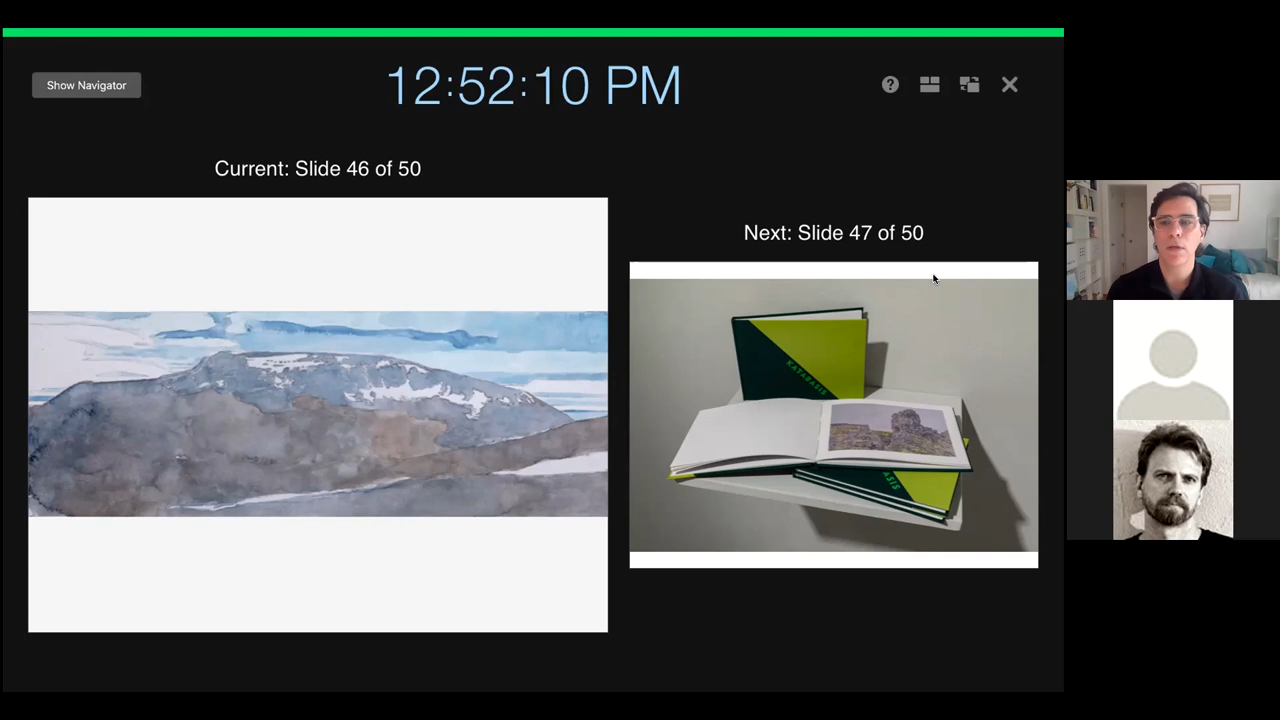 Show Navigator
12:52:10 PM
Current: Slide 46 of 50
Next: Slide 47 of 50
KATABASIS
ASIS